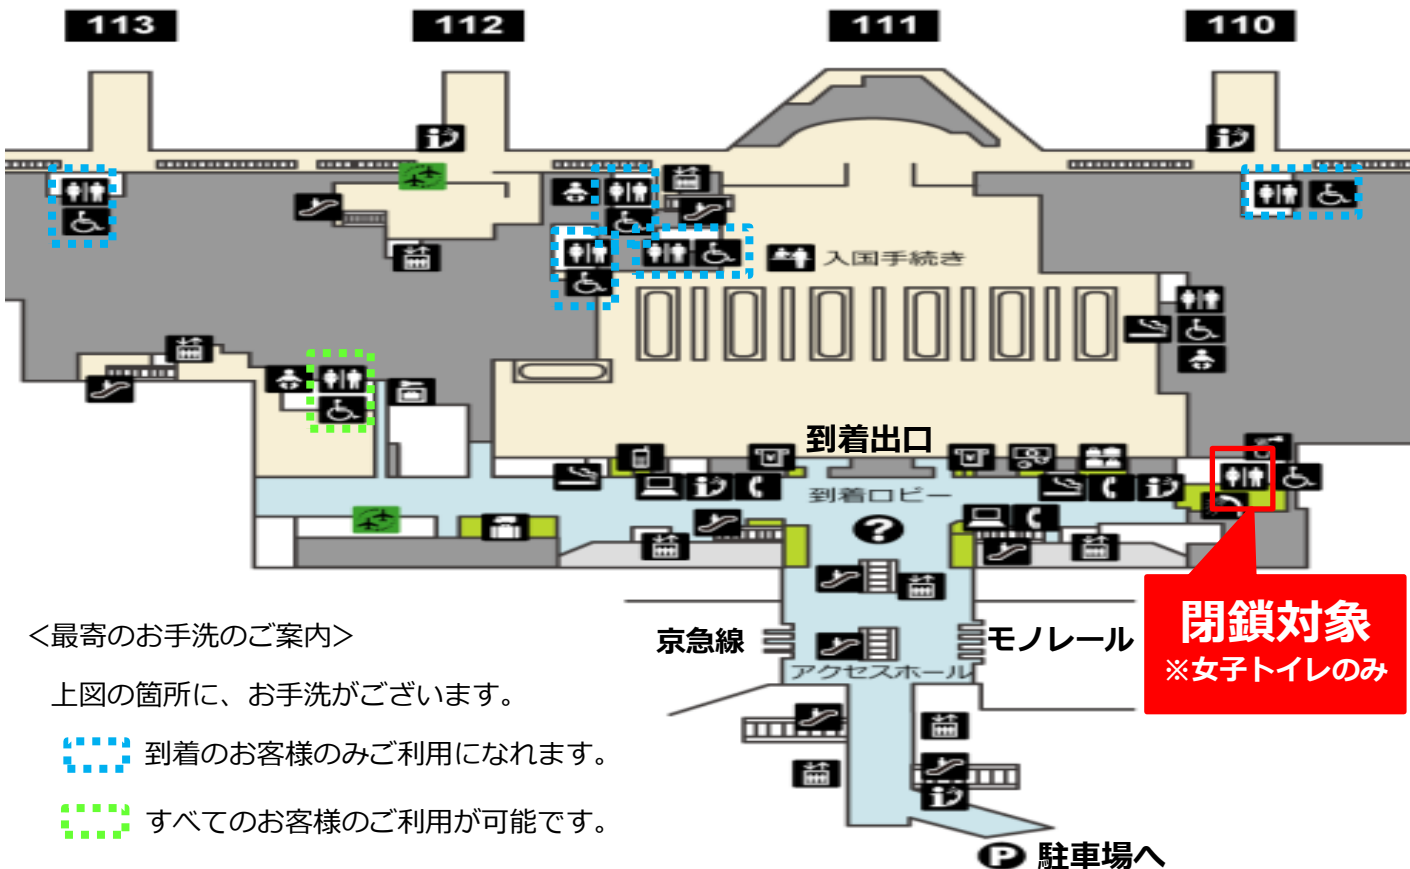 113
112
111
110
入国手続き
到着出口
到着ロビー
?
京急線
モノレール
アクセスホール
閉鎖対象
※女子トイレのみ
<最寄のお手洗のご案内>
上図の箇所に、お手洗がございます。
到着のお客様のみご利用になれます。
すべてのお客様のご利用が可能です。
P 駐車場へ